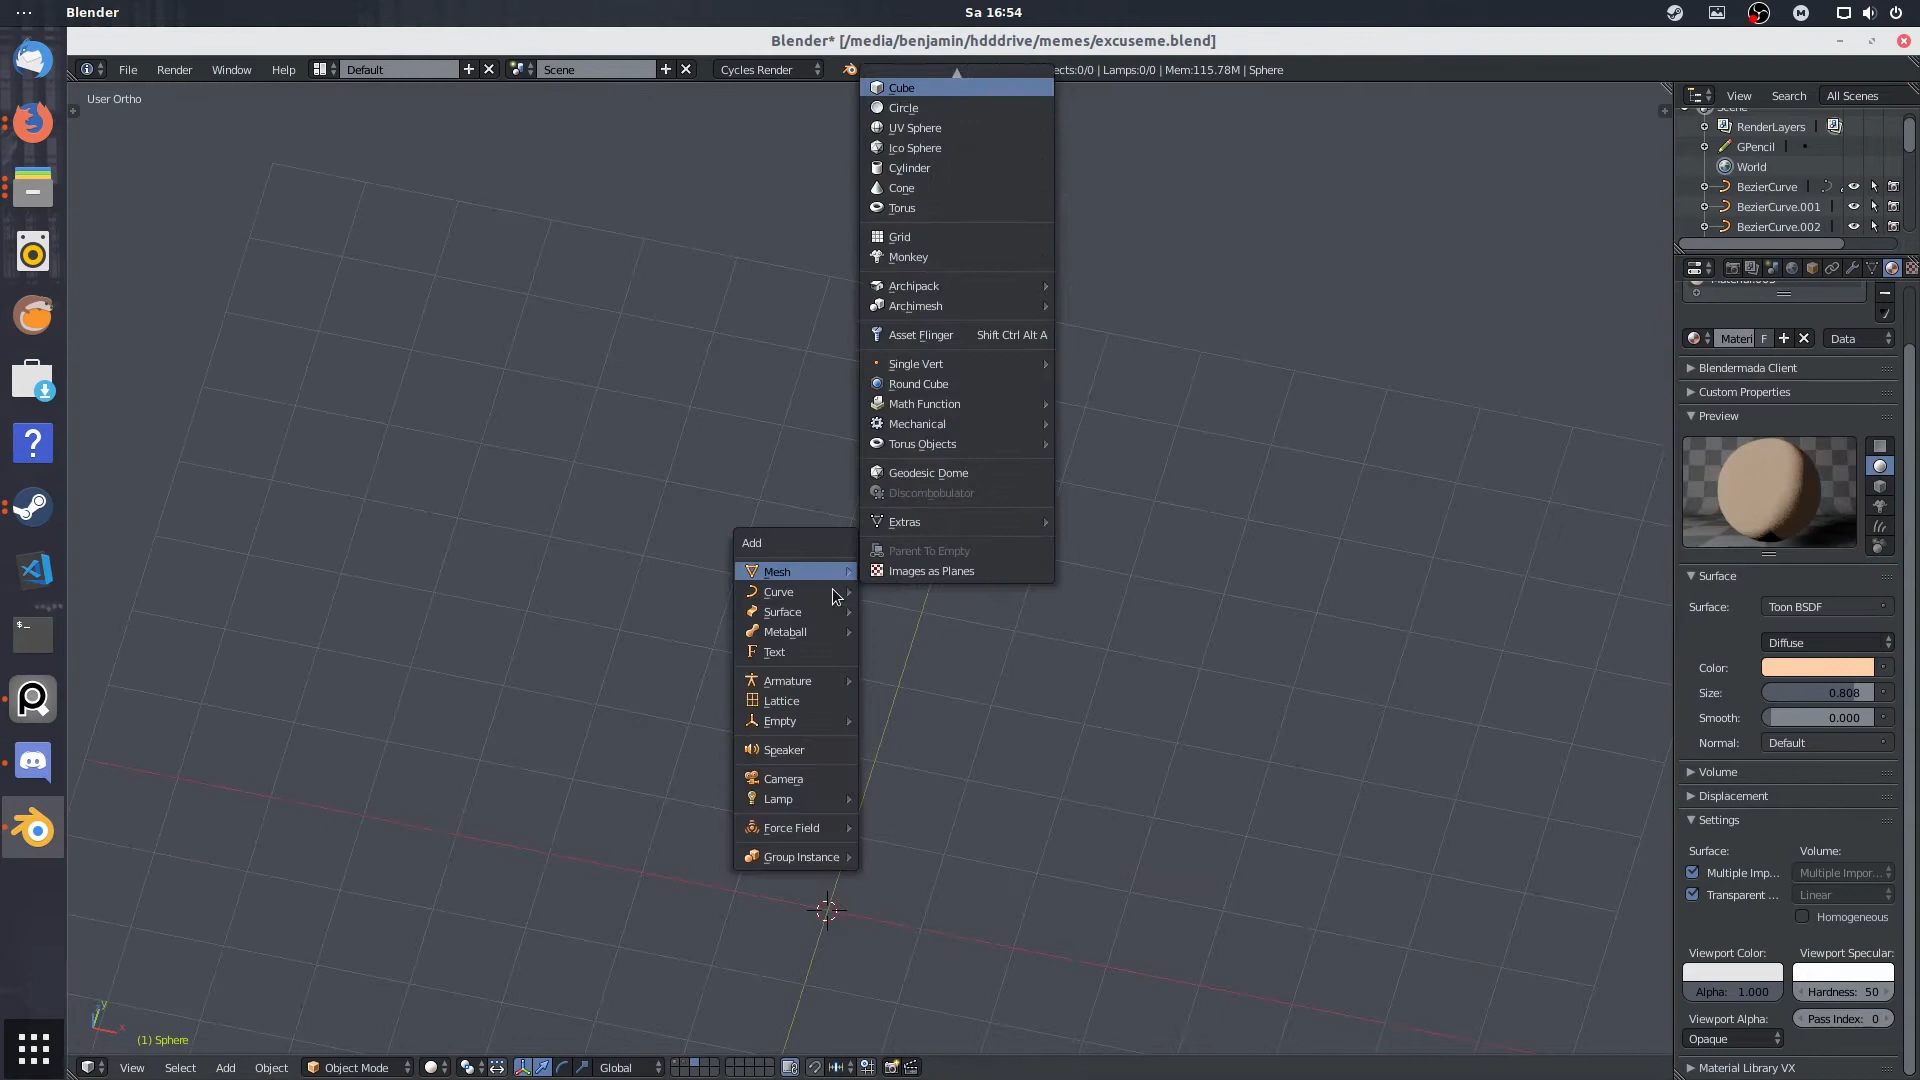 Blender
Sa 16:54
Blender* [/media/benjamin/hdddrive/memes/excuseme.blend]
File Render Window Help Default Scene Cycles Render ects:0/0 | Lamps:0/0 | Mem:115.78M | Sphere
User Ortho
Cube
Circle
UV Sphere
Ico Sphere
Cylinder
Cone
Torus
Grid
Monkey
Archipack
Archimesh
Asset Flinger Shift Ctrl Alt A
Single Vert
Round Cube
Math Function
Mechanical
Torus Objects
Geodesic Dome
Discombobulator
Extras
Parent To Empty
Images as Planes
Add
Mesh
Curve
Surface
Metaball
Text
Armature
Lattice
Empty
Speaker
Camera
Lamp
Force Field
Group Instance
View Search All Scenes
RenderLayers
GPencil
World
BezierCurve
BezierCurve.001
BezierCurve.002
Materi F Data
Blendermada Client
Custom Properties
Preview
Surface
Surface: Toon BSDF
Diffuse
Color:
Size: 0.808
Smooth: 0.000
Normal: Default
Volume
Displacement
Settings
Surface: Volume:
Multiple Imp... Multiple Impor...
Transparent ... Linear
Homogeneous
Viewport Color: Viewport Specular:
Alpha: 1.000 Hardness: 50
Viewport Alpha: Pass Index: 0
Opaque
Material Library VX
y
x
(1) Sphere
View Select Add Object Object Mode Global